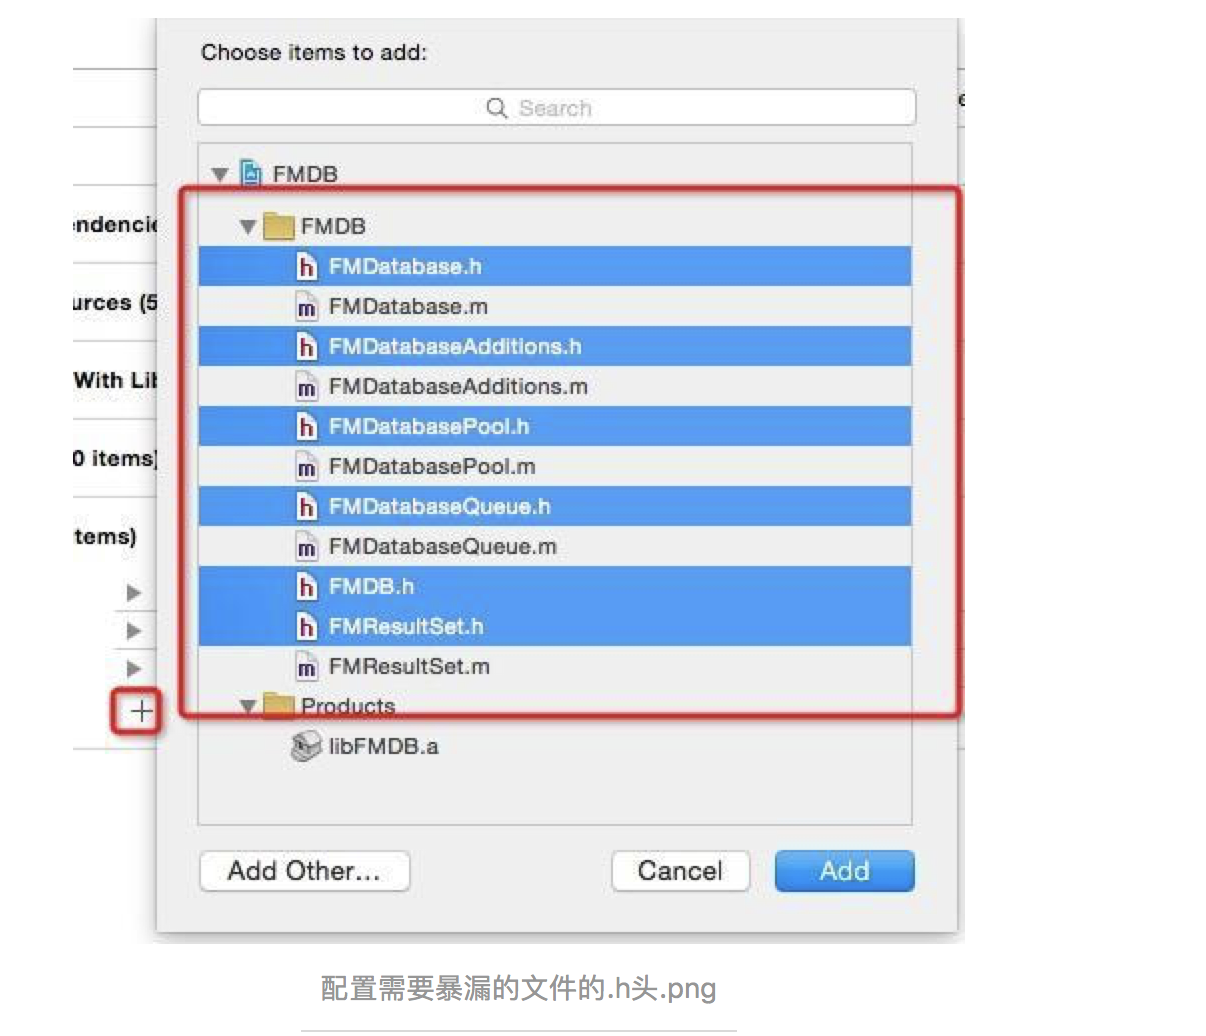 Choose items to add:
Search
FMDB
FMDB
endencie
FMDatabase.h
urces (5
FMDatabase.m
FMDatabaseAdditions.h
With Lil
FMDatabaseAdditions.m
FMDatabasePool.h
0 items)
FMDatabasePool.m
FMDatabaseQueue.h
tems)
FMDatabaseQueue.m
FMDB.h
FMResultSet.h
FMResultSet.m
Products
libFMDB.a
Add Other...
Cancel
Add
配置需要暴漏的文件的.h头.png